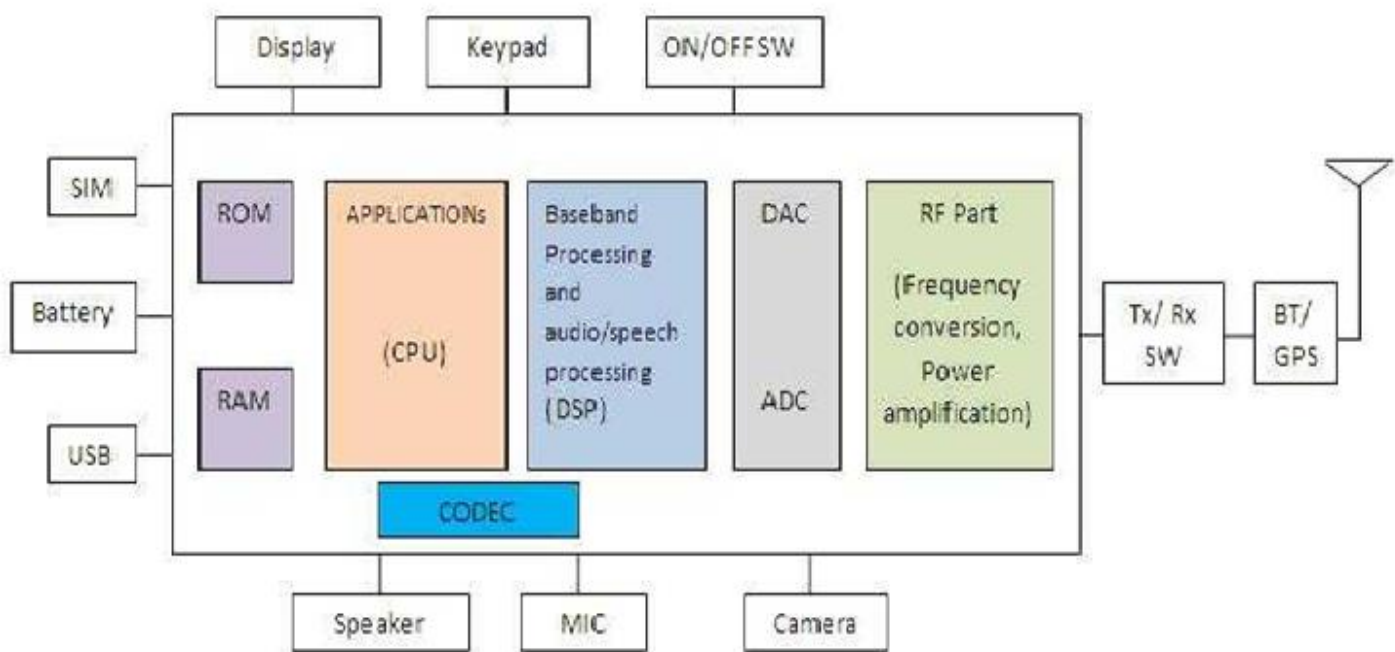 Display
Keypad
ON/OFFSW
SIM
Battery
USB
ROM
RAM
APPLICATIONs
(CPU)
Baseband
Processing
and
audio/speech
processing
(DSP)
DAC
ADC
RF Part
(Frequency
conversion,
Power
amplification)
CODEC
Tx/ Rx
SW
BT/
GPS
Speaker
MIC
Camera